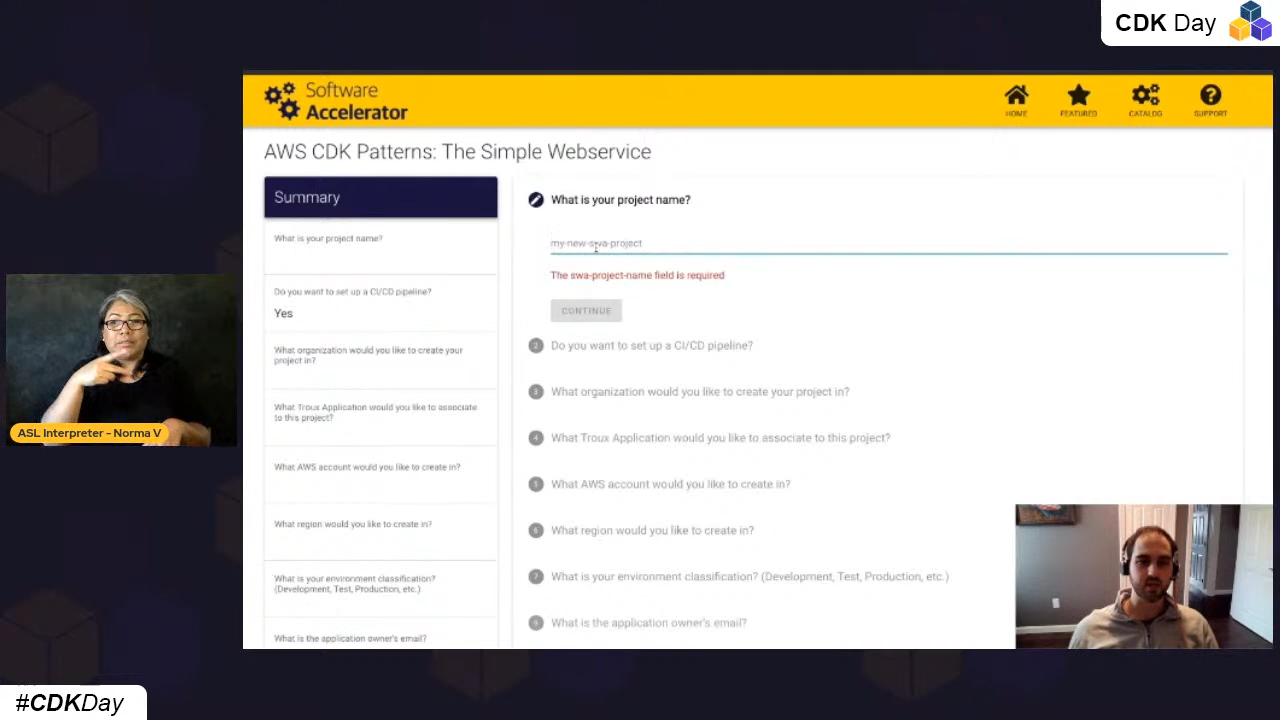 CDK Day
Software
Accelerator
HOME
FEATURED
CATALOG
SUPPORT
AWS CDK Patterns: The Simple Webservice
Summary
What is your project name?
Do you want to set up a CI/CD pipeline?
Yes
What organization would you like to create your
project in?
What Troux Application would you like to associate
to this project?
What AWS account would you like to create in?
What region would you like to create in?
What is your environment classification?
(Development, Test, Production, etc.)
What is the application owner's email?
What is your project name?
my-new-swa-project
The swa-project-name field is required
CONTINUE
2 Do you want to set up a CI/CD pipeline?
3 What organization would you like to create your project in?
4 What Troux Application would you like to associate to this project?
5 What AWS account would you like to create in?
6 What region would you like to create in?
7 What is your environment classification? (Development, Test, Production, etc.)
What is the application owner's email?
ASL Interpreter - Norma V
#CDKDay